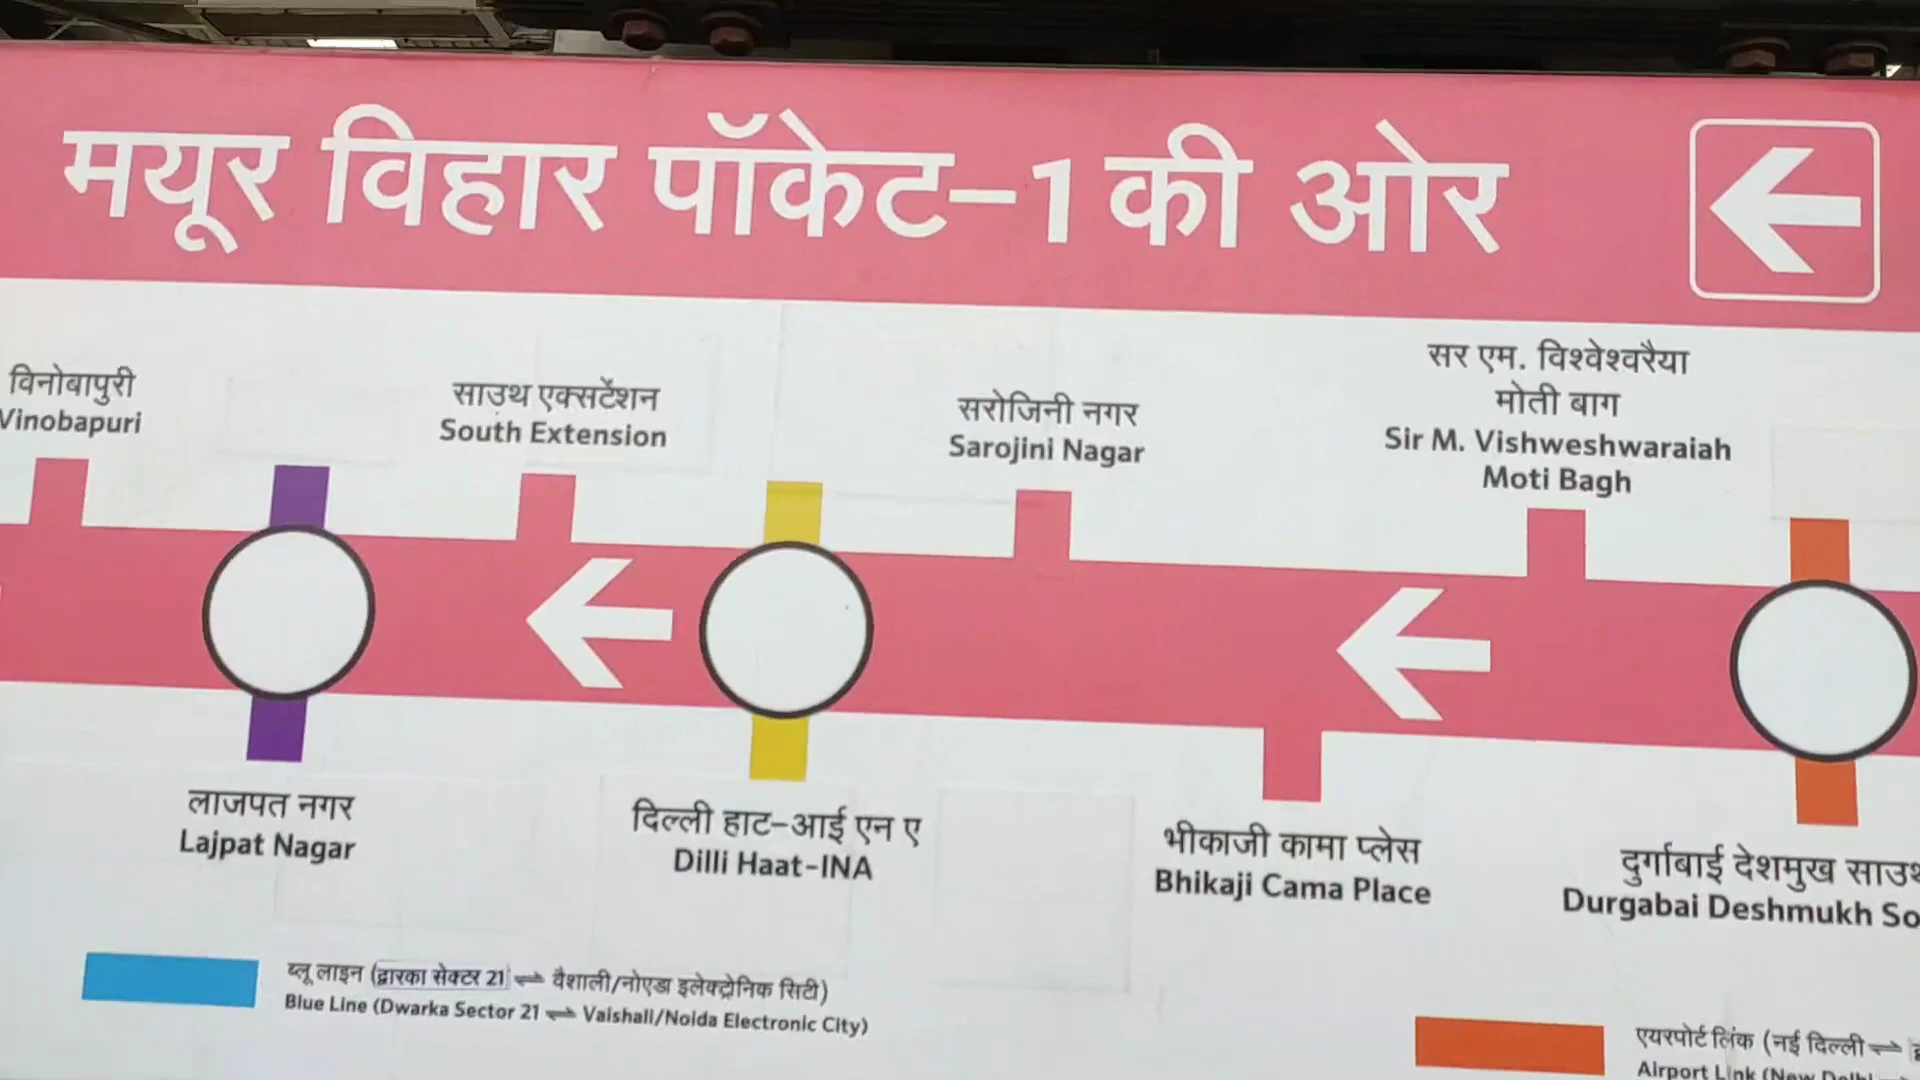 मयूर विहार पॉकेट-1 की ओर
विनोबापुरी
Vinobapuri
साउथ एक्सटेंशन
South Extension
सरोजिनी नगर
Sarojini Nagar
सर एम. विश्वेश्वरैया
मोती बाग
Sir M. Vishweshwaraiah
Moti Bagh
लाजपत नगर
Lajpat Nagar
दिल्ली हाट-आई एन ए
Dilli Haat-INA
भीकाजी कामा प्लेस
Bhikaji Cama Place
दुर्गाबाई देशमुख साउथ
Durgabai Deshmukh So
ब्लू लाइन (द्वारका सेक्टर 21 ⇌ वैशाली/नोएडा इलेक्ट्रोनिक सिटी)
Blue Line (Dwarka Sector 21 ⇌ Vaishali/Noida Electronic City)
एयरपोर्ट लिंक (नई दिल्ली ⇌
Airport Link (New Delhi